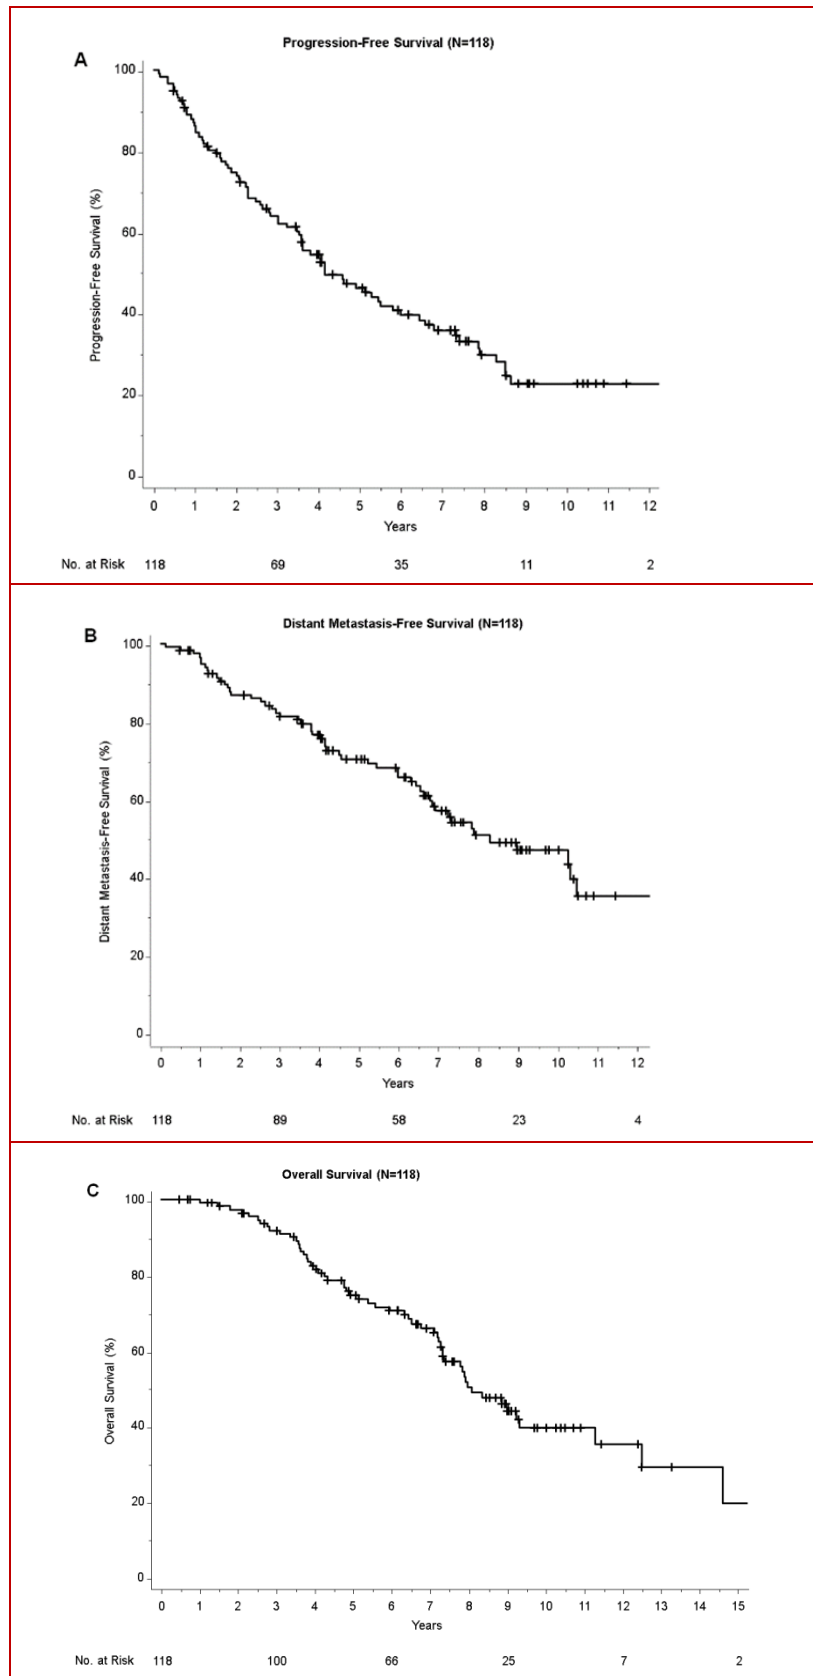 Progression-Free Survival (N=118)
A
100
80
60
40
20
0
Progression-Free Survival (%)
0 1 2 3 4 5 6 7 8 9 10 11 12
Years
No. at Risk 118 69 35 11 2
Distant Metastasis-Free Survival (N=118)
B
100
80
60
40
20
0
Distant Metastasis-Free Survival (%)
0 1 2 3 4 5 6 7 8 9 10 11 12
Years
No. at Risk 118 89 58 23 4
Overall Survival (N=118)
C
100
80
60
40
20
0
Overall Survival (%)
0 1 2 3 4 5 6 7 8 9 10 11 12 13 14 15
Years
No. at Risk 118 100 66 25 7 2